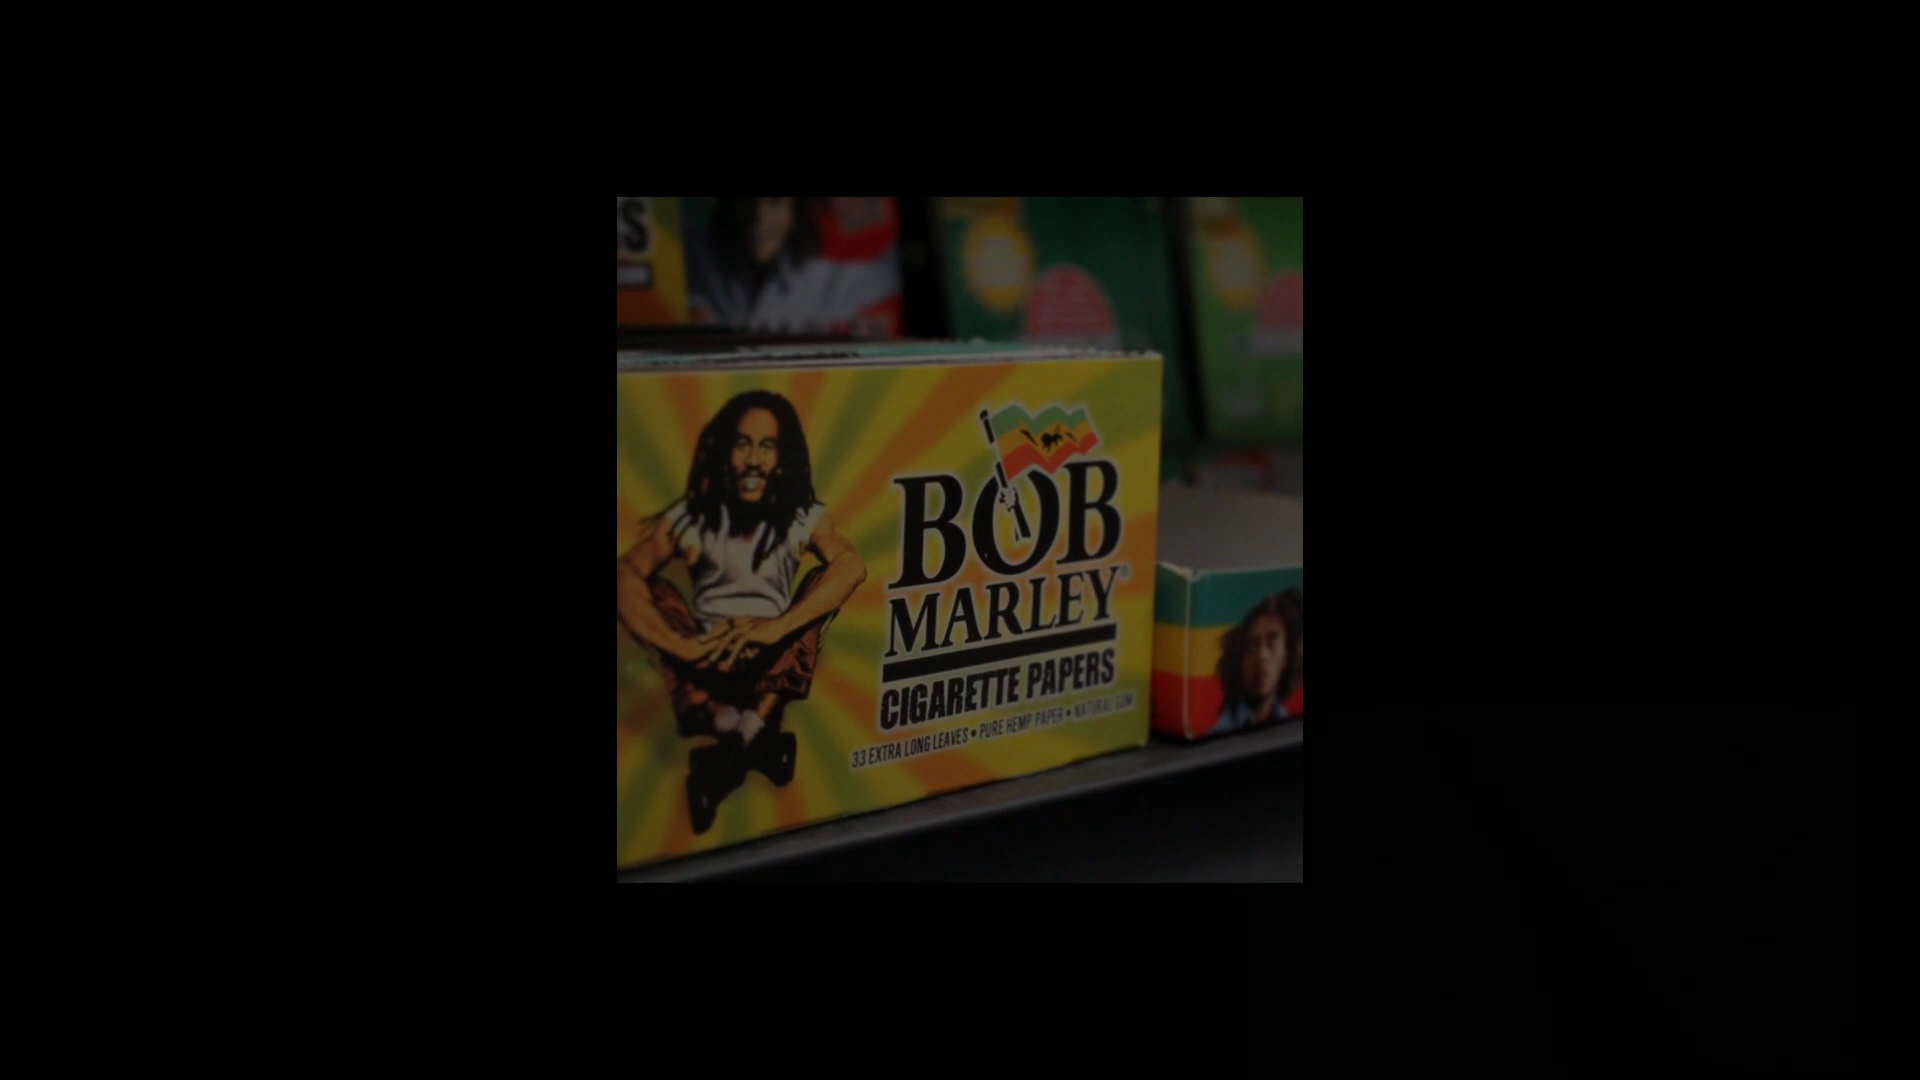 S
BOB
MARLEY®
CIGARETTE PAPERS
33 EXTRA LONG LEAVES • PURE HEMP PAPER • NATURAL GUM